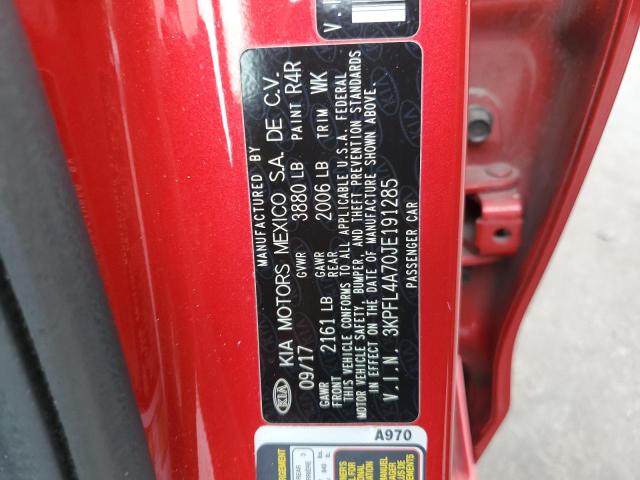 V.I
MANUFACTURED BY
KIA KIA MOTORS MEXICO S.A. DE C.V.
09/17 GVWR 3880 LB PAINT R4R
GAWR FRONT 2161 LB GAWR REAR 2006 LB TRIM WK
THIS VEHICLE CONFORMS TO ALL APPLICABLE U.S.A. FEDERAL
MOTOR VEHICLE SAFETY, BUMPER, AND THEFT PREVENTION STANDARDS
IN EFFECT ON THE DATE OF MANUFACTURE SHOWN ABOVE.
V.I.N. 3KPFL4A70JE191285
PASSENGER CAR
A970
REAR
MANUEL